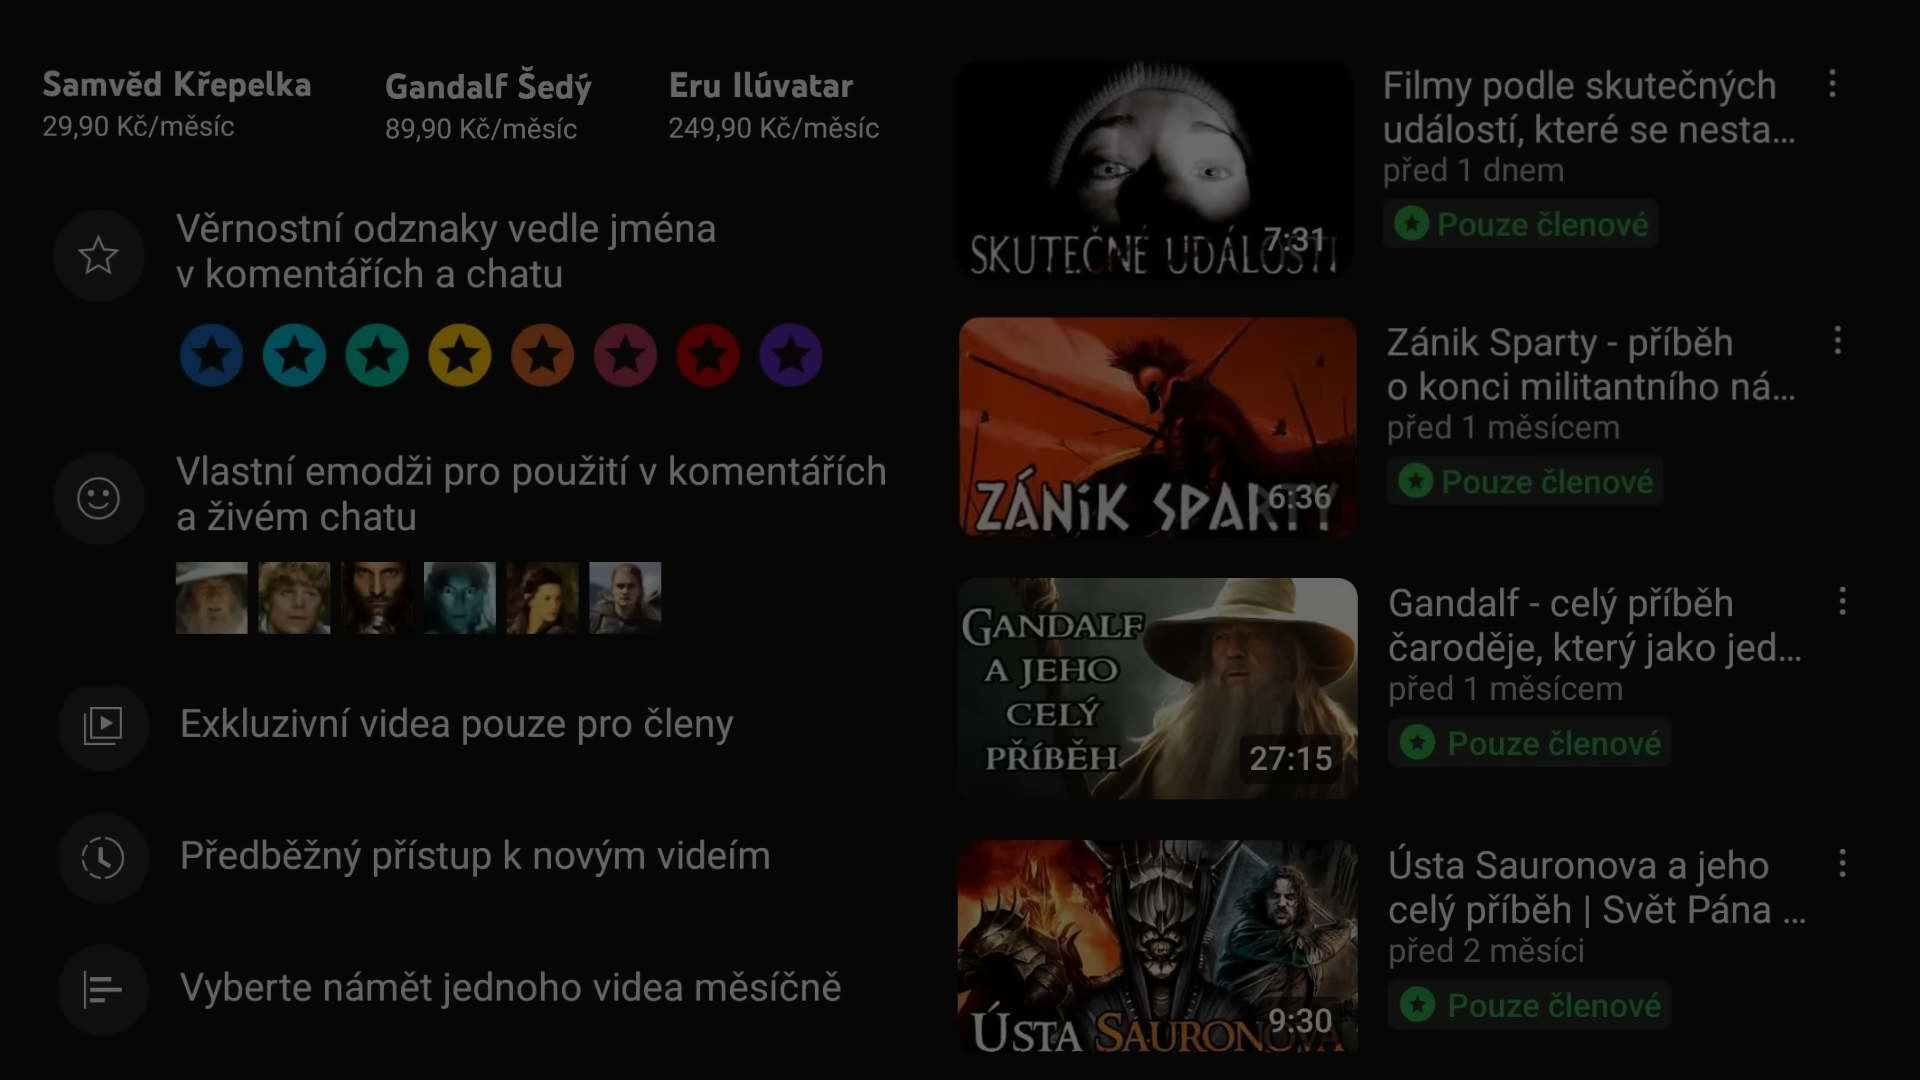 Samvěd Křepelka
29,90 Kč/měsíc
Gandalf Šedý
89,90 Kč/měsíc
Eru Ilúvatar
249,90 Kč/měsíc
Věrnostní odznaky vedle jména
v komentářích a chatu
Vlastní emodži pro použití v komentářích
a živém chatu
Exkluzivní videa pouze pro členy
Předběžný přístup k novým videím
Vyberte námět jednoho videa měsíčně
SKUTEČNÉ UDÁLOSTI
7:31
Filmy podle skutečných
událostí, které se nesta...
před 1 dnem
Pouze členové
ZÁNIK SPARTY
6:36
Zánik Sparty - příběh
o konci militantního ná...
před 1 měsícem
Pouze členové
GANDALF
A JEHO
CELÝ
PŘÍBĚH
27:15
Gandalf - celý příběh
čaroděje, který jako jed...
před 1 měsícem
Pouze členové
ÚSTA SAURONOVA
9:30
Ústa Sauronova a jeho
celý příběh | Svět Pána ...
před 2 měsíci
Pouze členové